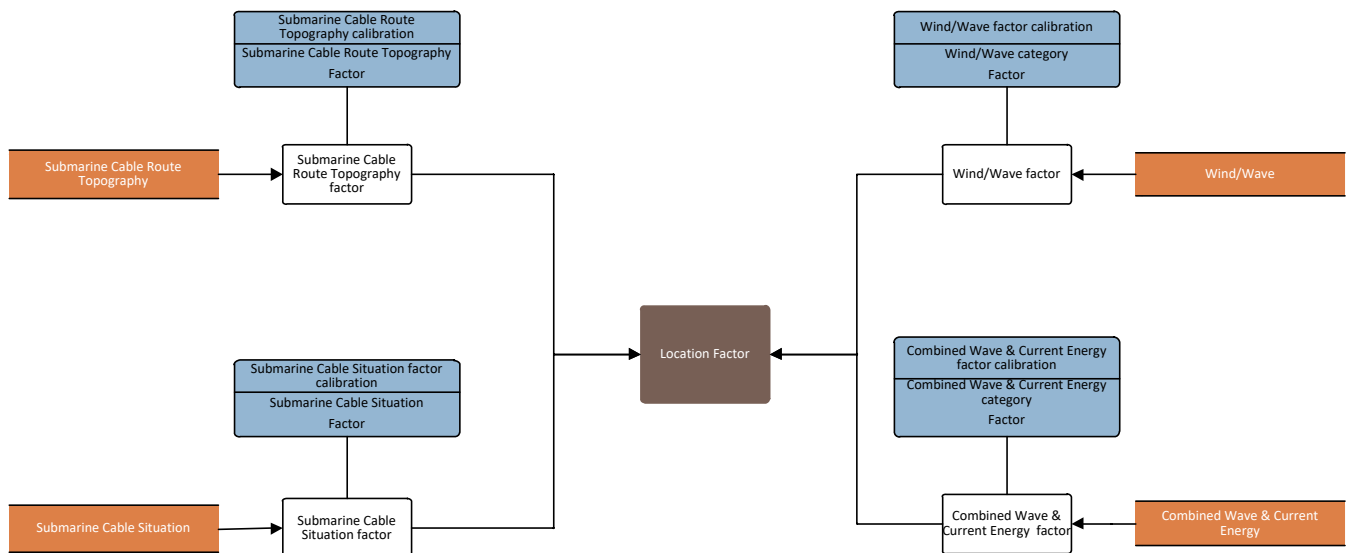 Submarine Cable Route
Topography calibration
Submarine Cable Route Topography
Factor
Wind/Wave factor calibration
Wind/Wave category
Factor
Submarine Cable Route
Topography
Submarine Cable
Route Topography
factor
Wind/Wave factor
Wind/Wave
Location Factor
Submarine Cable Situation factor
calibration
Submarine Cable Situation
Factor
Combined Wave & Current Energy
factor calibration
Combined Wave & Current Energy
category
Factor
Submarine Cable Situation
Submarine Cable
Situation factor
Combined Wave &
Current Energy factor
Combined Wave & Current
Energy